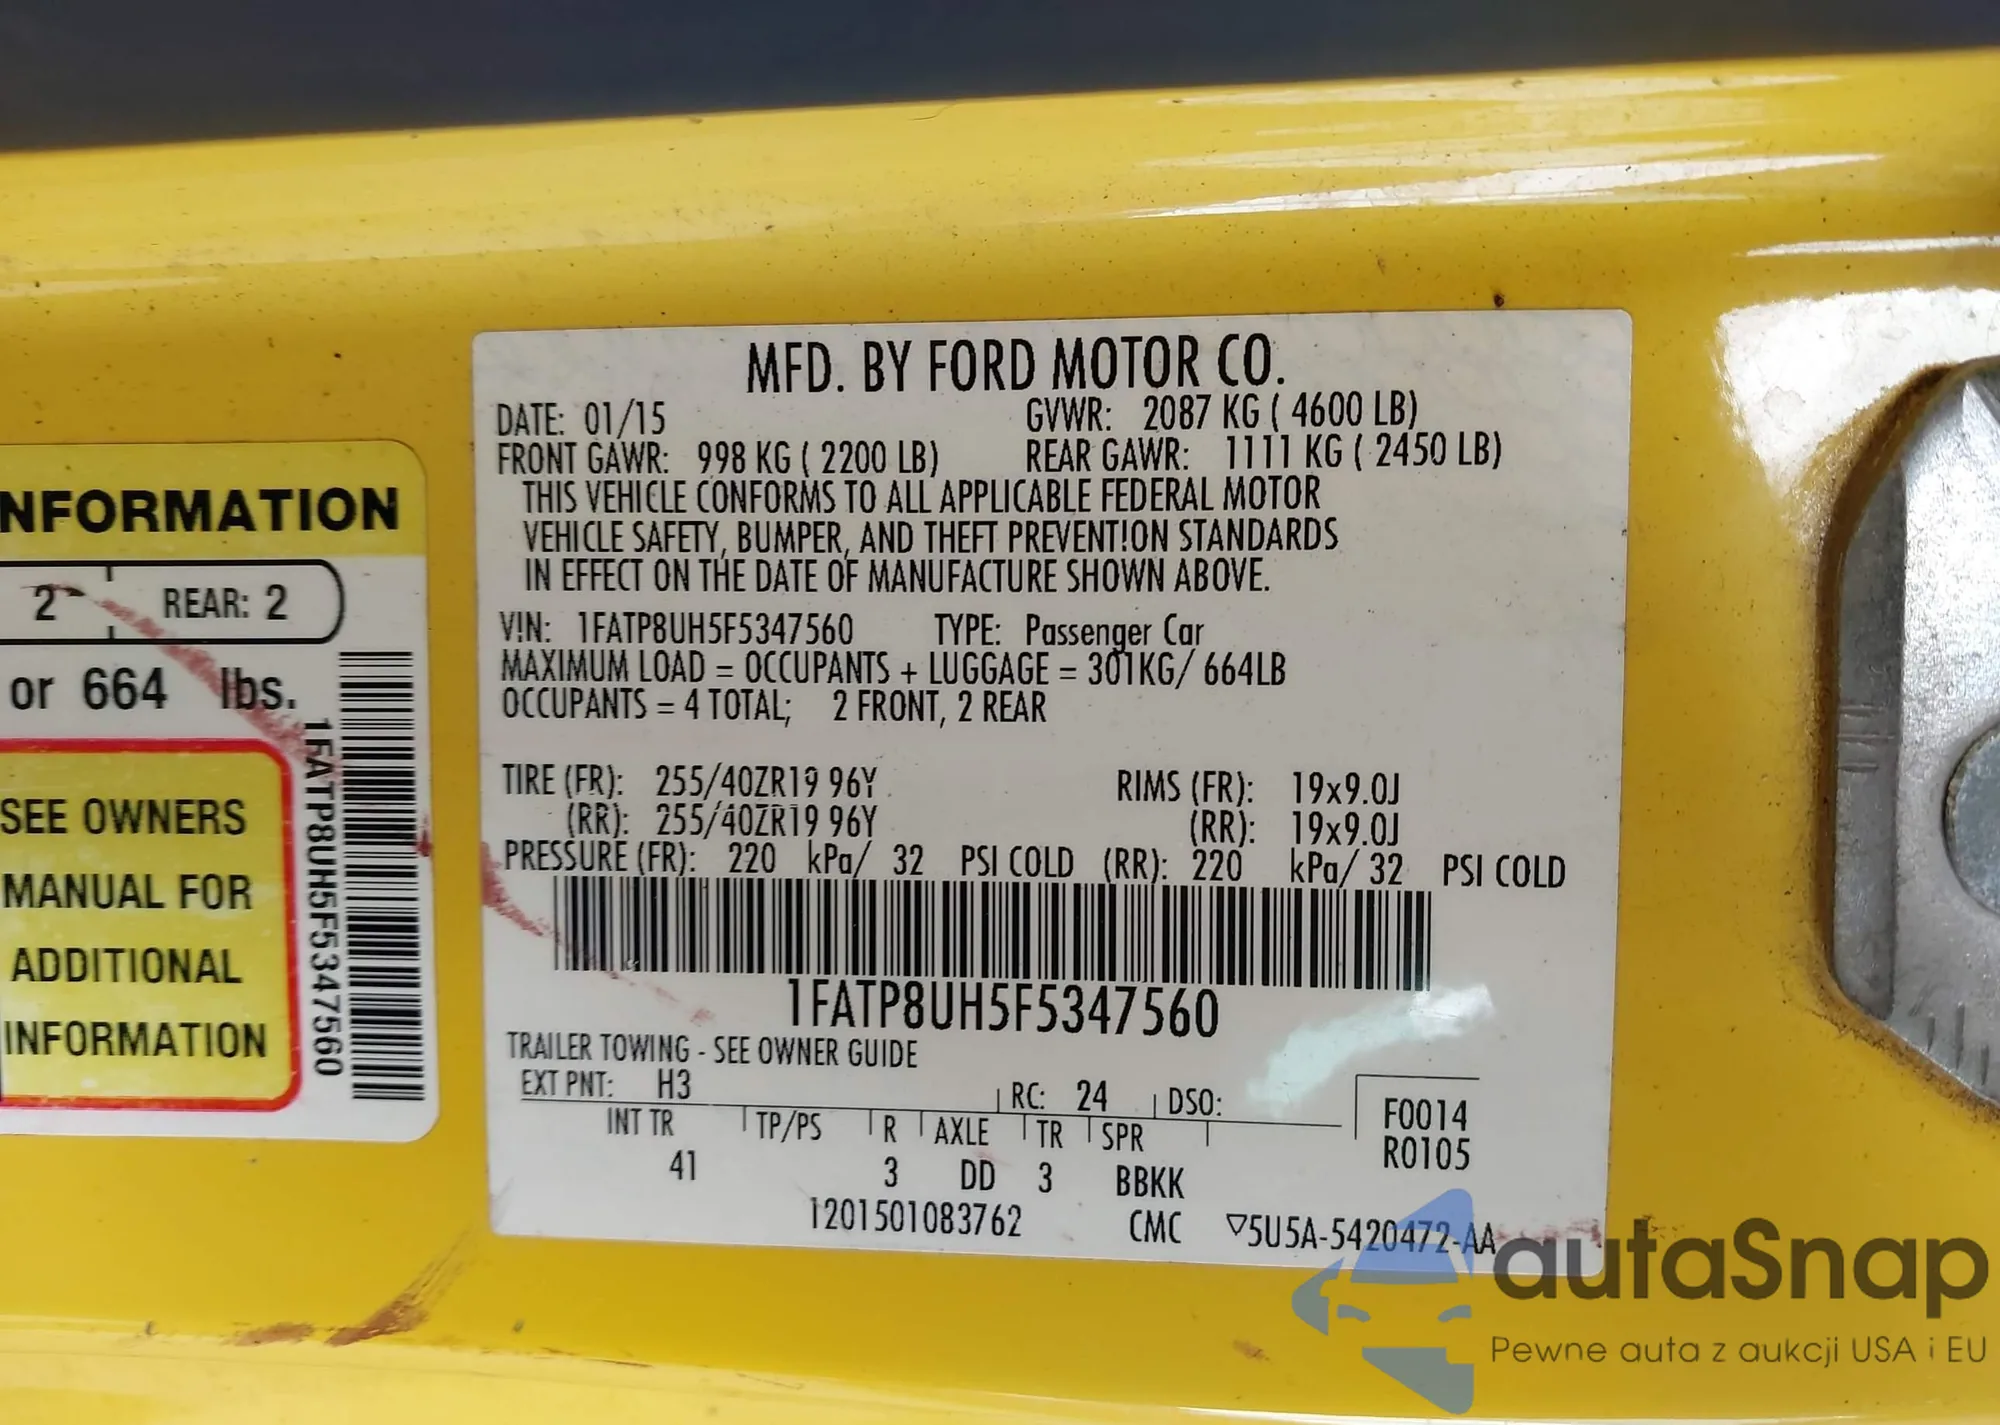 NFORMATION
2 REAR: 2
or 664 lbs.
SEE OWNERS
MANUAL FOR
ADDITIONAL
INFORMATION
1FATP8UH5F5347560
MFD. BY FORD MOTOR CO.
DATE: 01/15 GVWR: 2087 KG ( 4600 LB)
FRONT GAWR: 998 KG ( 2200 LB) REAR GAWR: 1111 KG ( 2450 LB)
THIS VEHICLE CONFORMS TO ALL APPLICABLE FEDERAL MOTOR
VEHICLE SAFETY, BUMPER, AND THEFT PREVENTION STANDARDS
IN EFFECT ON THE DATE OF MANUFACTURE SHOWN ABOVE.
VIN: 1FATP8UH5F5347560 TYPE: Passenger Car
MAXIMUM LOAD = OCCUPANTS + LUGGAGE = 301KG/ 664LB
OCCUPANTS = 4 TOTAL; 2 FRONT, 2 REAR
TIRE (FR): 255/40ZR19 96Y RIMS (FR): 19x9.0J
(RR): 255/40ZR19 96Y (RR): 19x9.0J
PRESSURE (FR): 220 kPa/ 32 PSI COLD (RR): 220 kPa/ 32 PSI COLD
1FATP8UH5F5347560
TRAILER TOWING - SEE OWNER GUIDE
EXT PNT: H3 RC: 24 DSO: F0014
INT TR TP/PS R AXLE TR SPR R0105
41 3 DD 3 BBKK
1201501083762 CMC ▽5U5A-5420472-AA
autaSnap
Pewne auta z aukcji USA i EU